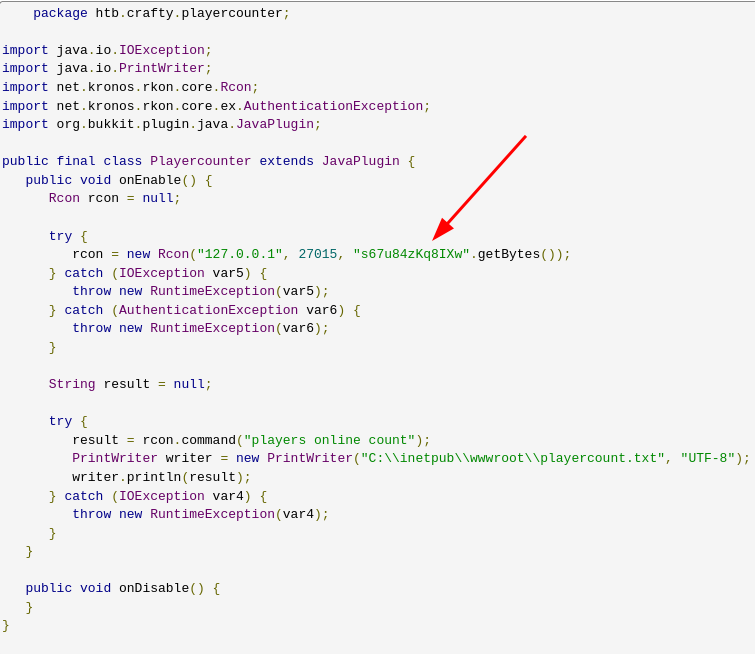 package htb.crafty.playercounter;
import java.io.IOException;
import java.io.PrintWriter;
import net.kronos.rkon.core.Rcon;
import net.kronos.rkon.core.ex.AuthenticationException;
import org.bukkit.plugin.java.JavaPlugin;
public final class Playercounter extends JavaPlugin {
public void onEnable() {
Rcon rcon = null;
try {
rcon = new Rcon("127.0.0.1", 27015, "s67u84zKq8IXw".getBytes());
} catch (IOException var5) {
throw new RuntimeException(var5);
} catch (AuthenticationException var6) {
throw new RuntimeException(var6);
}
String result = null;
try {
result = rcon.command("players online count");
PrintWriter writer = new PrintWriter("C:\\inetpub\\wwwroot\\playercount.txt", "UTF-8");
writer.println(result);
} catch (IOException var4) {
throw new RuntimeException(var4);
}
}
public void onDisable() {
}
}